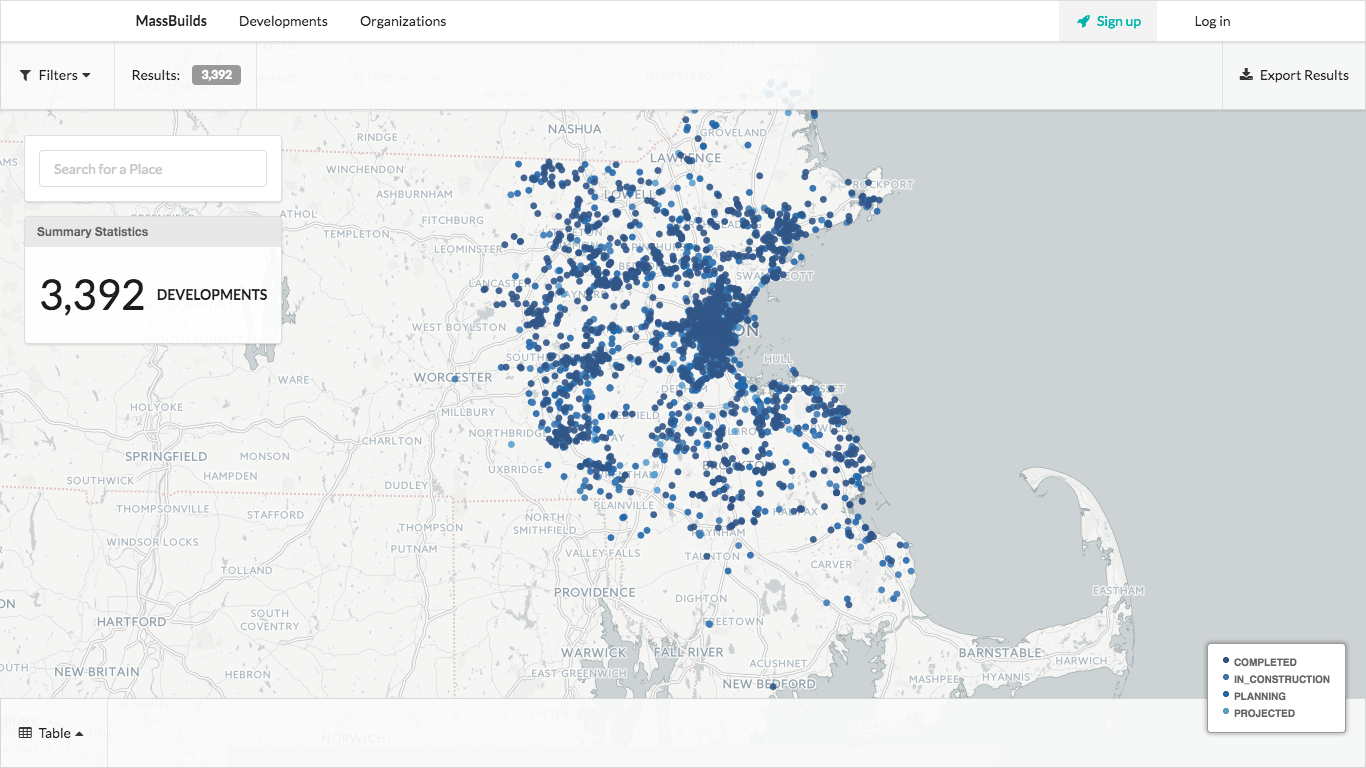 MassBuilds Developments Organizations Sign up Log in
Filters Results: 3,392 Export Results
Search for a Place
Summary Statistics
3,392 DEVELOPMENTS
NASHUA
GROVELAND
RINDGE
LAWRENCE
WINCHENDON
ROCKPORT
ASHBURNHAM
LOWELL
ATHOL
FITCHBURG
TEMPLETON
LEOMINSTER
LANCASTER
WEST BOYLSTON
HULL
WORCESTER
WARE
HOLYOKE
MILLBURY
NORTHBRIDGE
CHARLTON
SPRINGFIELD
MONSON
UXBRIDGE
HAMPDEN
SOUTHWICK
DUDLEY
THOMPSONVILLE
PLAINVILLE
HALIFAX
STAFFORD
NORTH
SMITHFIELD
THOMPSON
WINDSOR LOCKS
PUTNAM
VALLEY FALLS
TAUNTON
CARVER
TOLLAND
EASTHAM
PROVIDENCE
DIGHTON
SOUTH
COVENTRY
HARTFORD
FREETOWN
WARWICK
FALL RIVER
BARNSTABLE
ACUSHNET
HARWICH
NEW BRITAIN
HEBRON
EAST GREENWICH
NEW BEDFORD
MASHPEE
HYANNIS
NORWICH
COMPLETED
IN_CONSTRUCTION
PLANNING
PROJECTED
Table